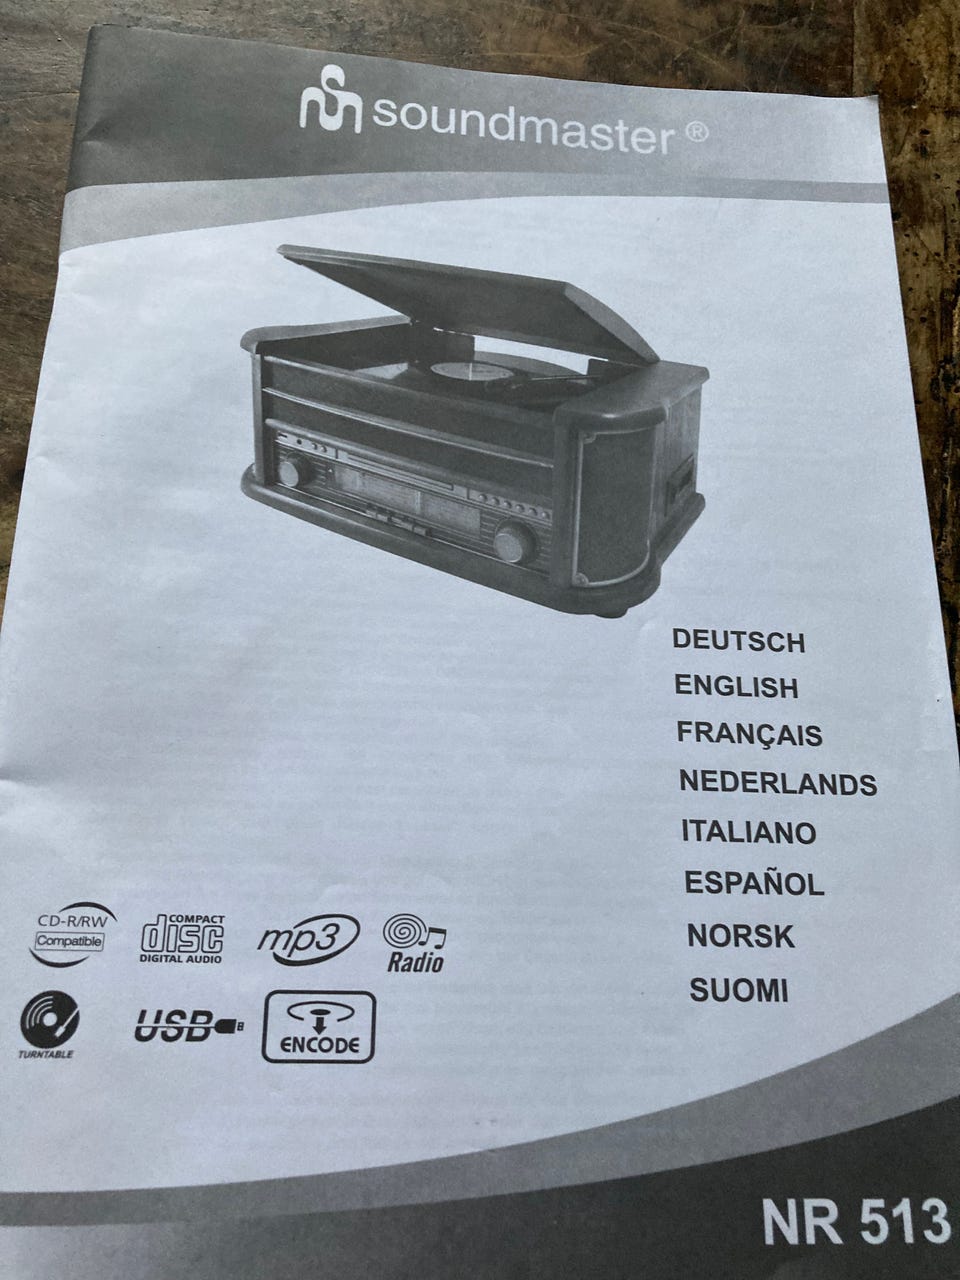 soundmaster ®
DEUTSCH
ENGLISH
FRANÇAIS
NEDERLANDS
ITALIANO
ESPAÑOL
NORSK
SUOMI
CD-R/RW
Compatible
COMPACT
disc
DIGITAL AUDIO
mp3
Radio
TURNTABLE
USB
ENCODE
NR 513